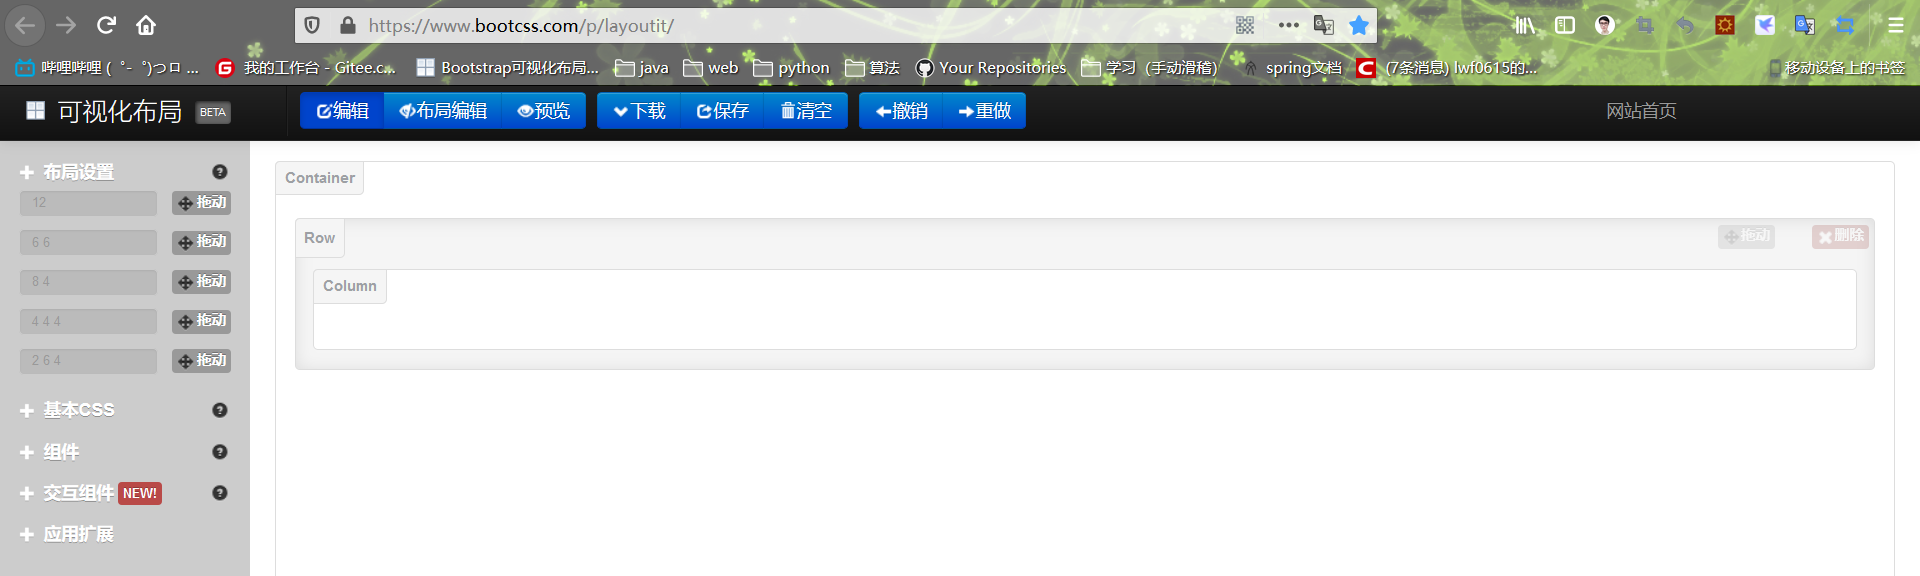 https://www.bootcss.com/p/layoutit/
哔哩哔哩 ( ゜- ゜)つロ ... 我的工作台 - Gitee.c... Bootstrap可视化布局... java web python 算法 Your Repositories 学习（手动滑稽） spring文档 (7条消息) lwf0615的... 移动设备上的书签
可视化布局 BETA 编辑 布局编辑 预览 下载 保存 清空 撤销 重做 网站首页
布局设置
12 拖动
6 6 拖动
8 4 拖动
4 4 4 拖动
2 6 4 拖动
基本CSS
组件
交互组件 NEW!
应用扩展
Container
Row 拖动 删除
Column